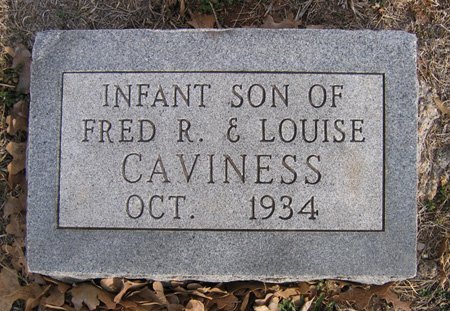 INFANT SON OF
FRED R. & LOUISE
CAVINESS
OCT. 1934